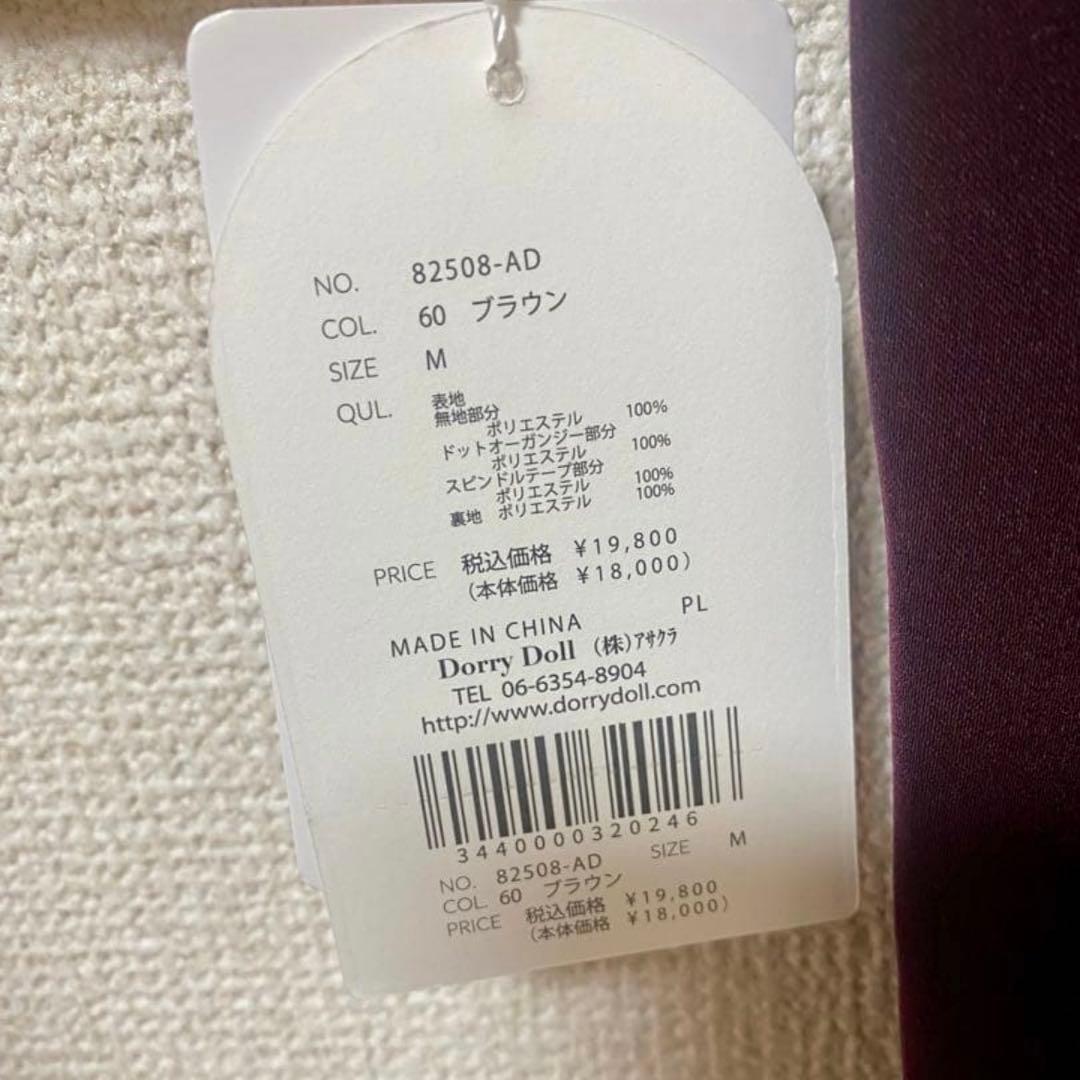 NO. 82508-AD
COL. 60 ブラウン
SIZE M
QUL. 表地
無地部分
ポリエステル 100%
ドットオーガンジー部分
ポリエステル 100%
スピンドルテープ部分
ポリエステル 100%
裏地 ポリエステル 100%
PRICE 税込価格 ¥19,800
(本体価格 ¥18,000)
PL
MADE IN CHINA
Dorry Doll (株)アサクラ
TEL 06-6354-8904
http://www.dorrydoll.com
3440000320246
NO. 82508-AD SIZE M
COL. 60 ブラウン
PRICE 税込価格 ¥19,800
(本体価格 ¥18,000)